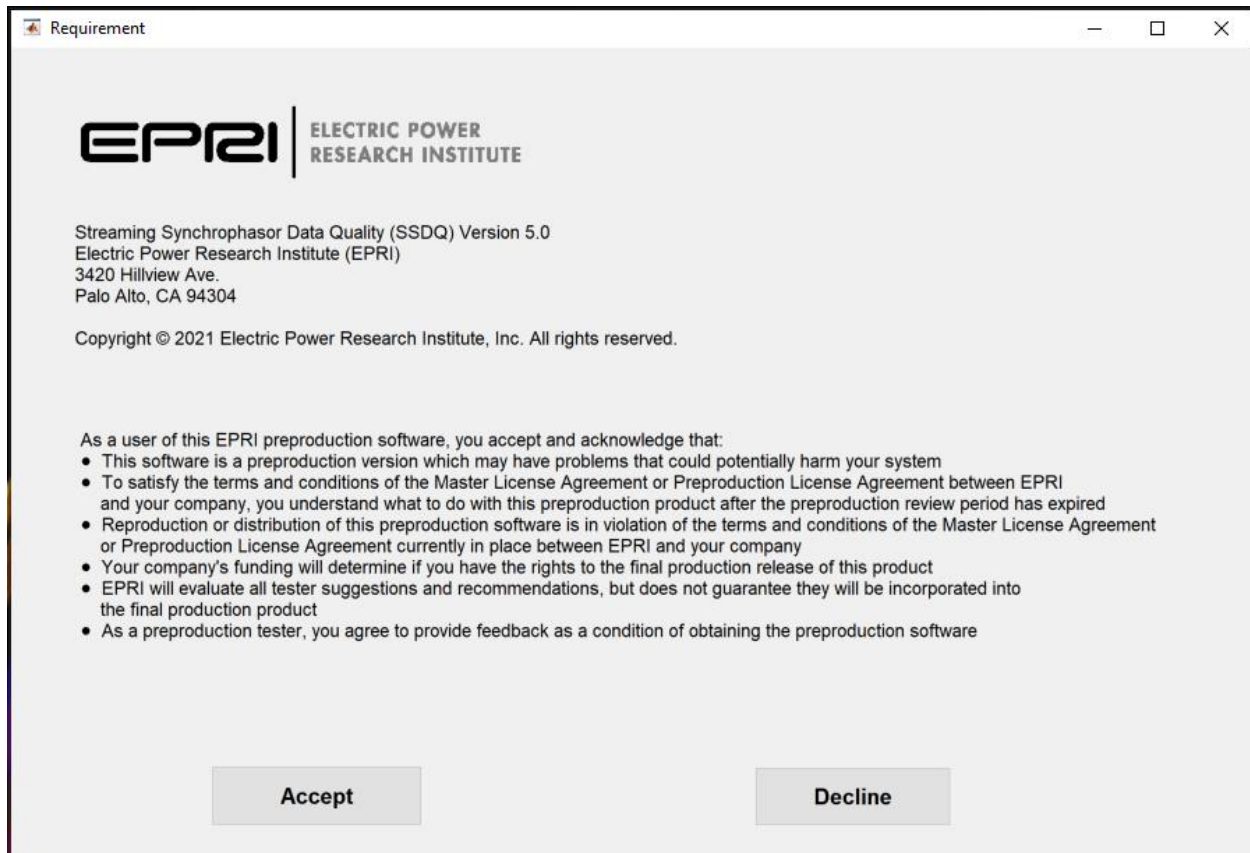 Requirement
EPRI
ELECTRIC POWER
RESEARCH INSTITUTE
Streaming Synchrophasor Data Quality (SSDQ) Version 5.0
Electric Power Research Institute (EPRI)
3420 Hillview Ave.
Palo Alto, CA 94304
Copyright © 2021 Electric Power Research Institute, Inc. All rights reserved.
As a user of this EPRI preproduction software, you accept and acknowledge that:
● This software is a preproduction version which may have problems that could potentially harm your system
● To satisfy the terms and conditions of the Master License Agreement or Preproduction License Agreement between EPRI
and your company, you understand what to do with this preproduction product after the preproduction review period has expired
● Reproduction or distribution of this preproduction software is in violation of the terms and conditions of the Master License Agreement
or Preproduction License Agreement currently in place between EPRI and your company
● Your company's funding will determine if you have the rights to the final production release of this product
● EPRI will evaluate all tester suggestions and recommendations, but does not guarantee they will be incorporated into
the final production product
● As a preproduction tester, you agree to provide feedback as a condition of obtaining the preproduction software
Accept
Decline